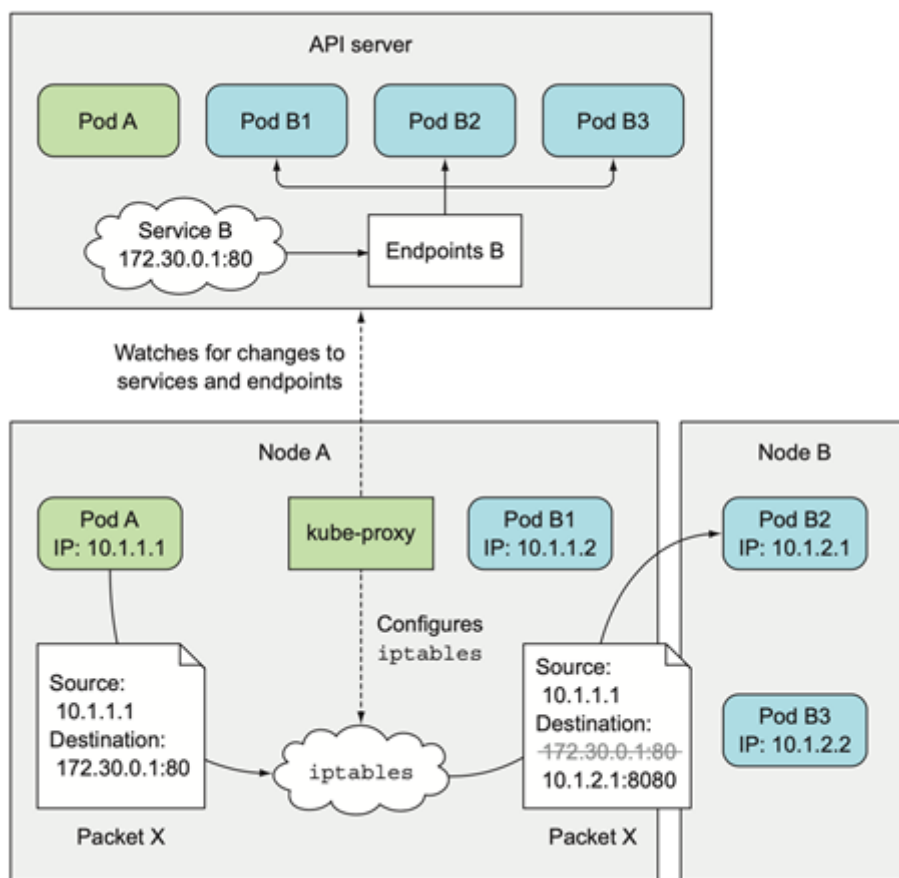 API server
Pod A
Pod B1
Pod B2
Pod B3
Service B
172.30.0.1:80
Endpoints B
Watches for changes to
services and endpoints
Node A
Node B
Pod A
IP: 10.1.1.1
kube-proxy
Pod B1
IP: 10.1.1.2
Pod B2
IP: 10.1.2.1
Configures
iptables
Source:
10.1.1.1
Destination:
172.30.0.1:80
Packet X
iptables
Source:
10.1.1.1
Destination:
172.30.0.1:80
10.1.2.1:8080
Packet X
Pod B3
IP: 10.1.2.2